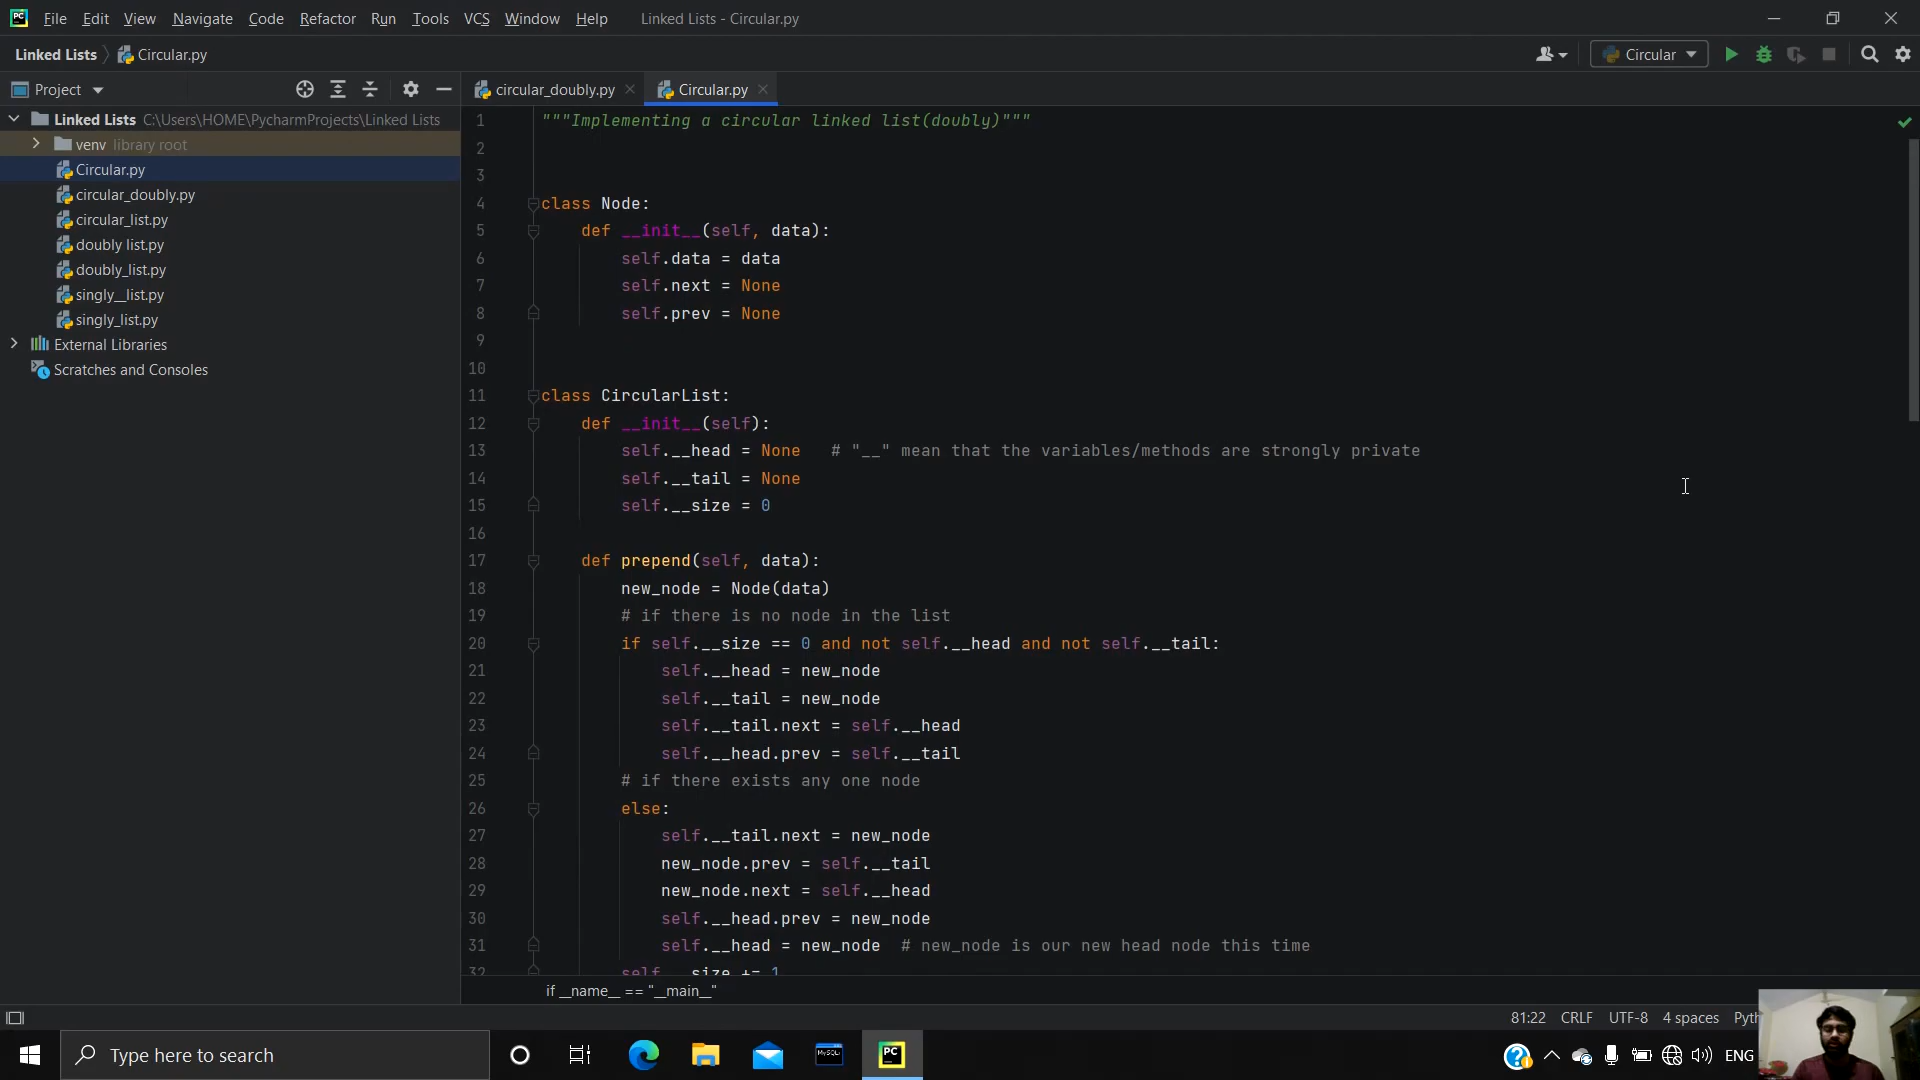 PC File Edit View Navigate Code Refactor Run Tools VCS Window Help Linked Lists - Circular.py
Linked Lists Circular.py Circular
Project circular_doubly.py Circular.py
Linked Lists C:\Users\HOME\PycharmProjects\Linked Lists
venv library root
Circular.py
circular_doubly.py
circular_list.py
doubly list.py
doubly_list.py
singly__list.py
singly_list.py
External Libraries
Scratches and Consoles
1 """Implementing a circular linked list(doubly)"""
2
3
4 class Node:
5 def __init__(self, data):
6 self.data = data
7 self.next = None
8 self.prev = None
9
10
11 class CircularList:
12 def __init__(self):
13 self.__head = None # "__" mean that the variables/methods are strongly private
14 self.__tail = None
15 self.__size = 0
16
17 def prepend(self, data):
18 new_node = Node(data)
19 # if there is no node in the list
20 if self.__size == 0 and not self.__head and not self.__tail:
21 self.__head = new_node
22 self.__tail = new_node
23 self.__tail.next = self.__head
24 self.__head.prev = self.__tail
25 # if there exists any one node
26 else:
27 self.__tail.next = new_node
28 new_node.prev = self.__tail
29 new_node.next = self.__head
30 self.__head.prev = new_node
31 self.__head = new_node # new_node is our new head node this time
32 self.__size += 1
if __name__ == "__main__"
81:22 CRLF UTF-8 4 spaces Pyth
Type here to search MySQL PC ENG